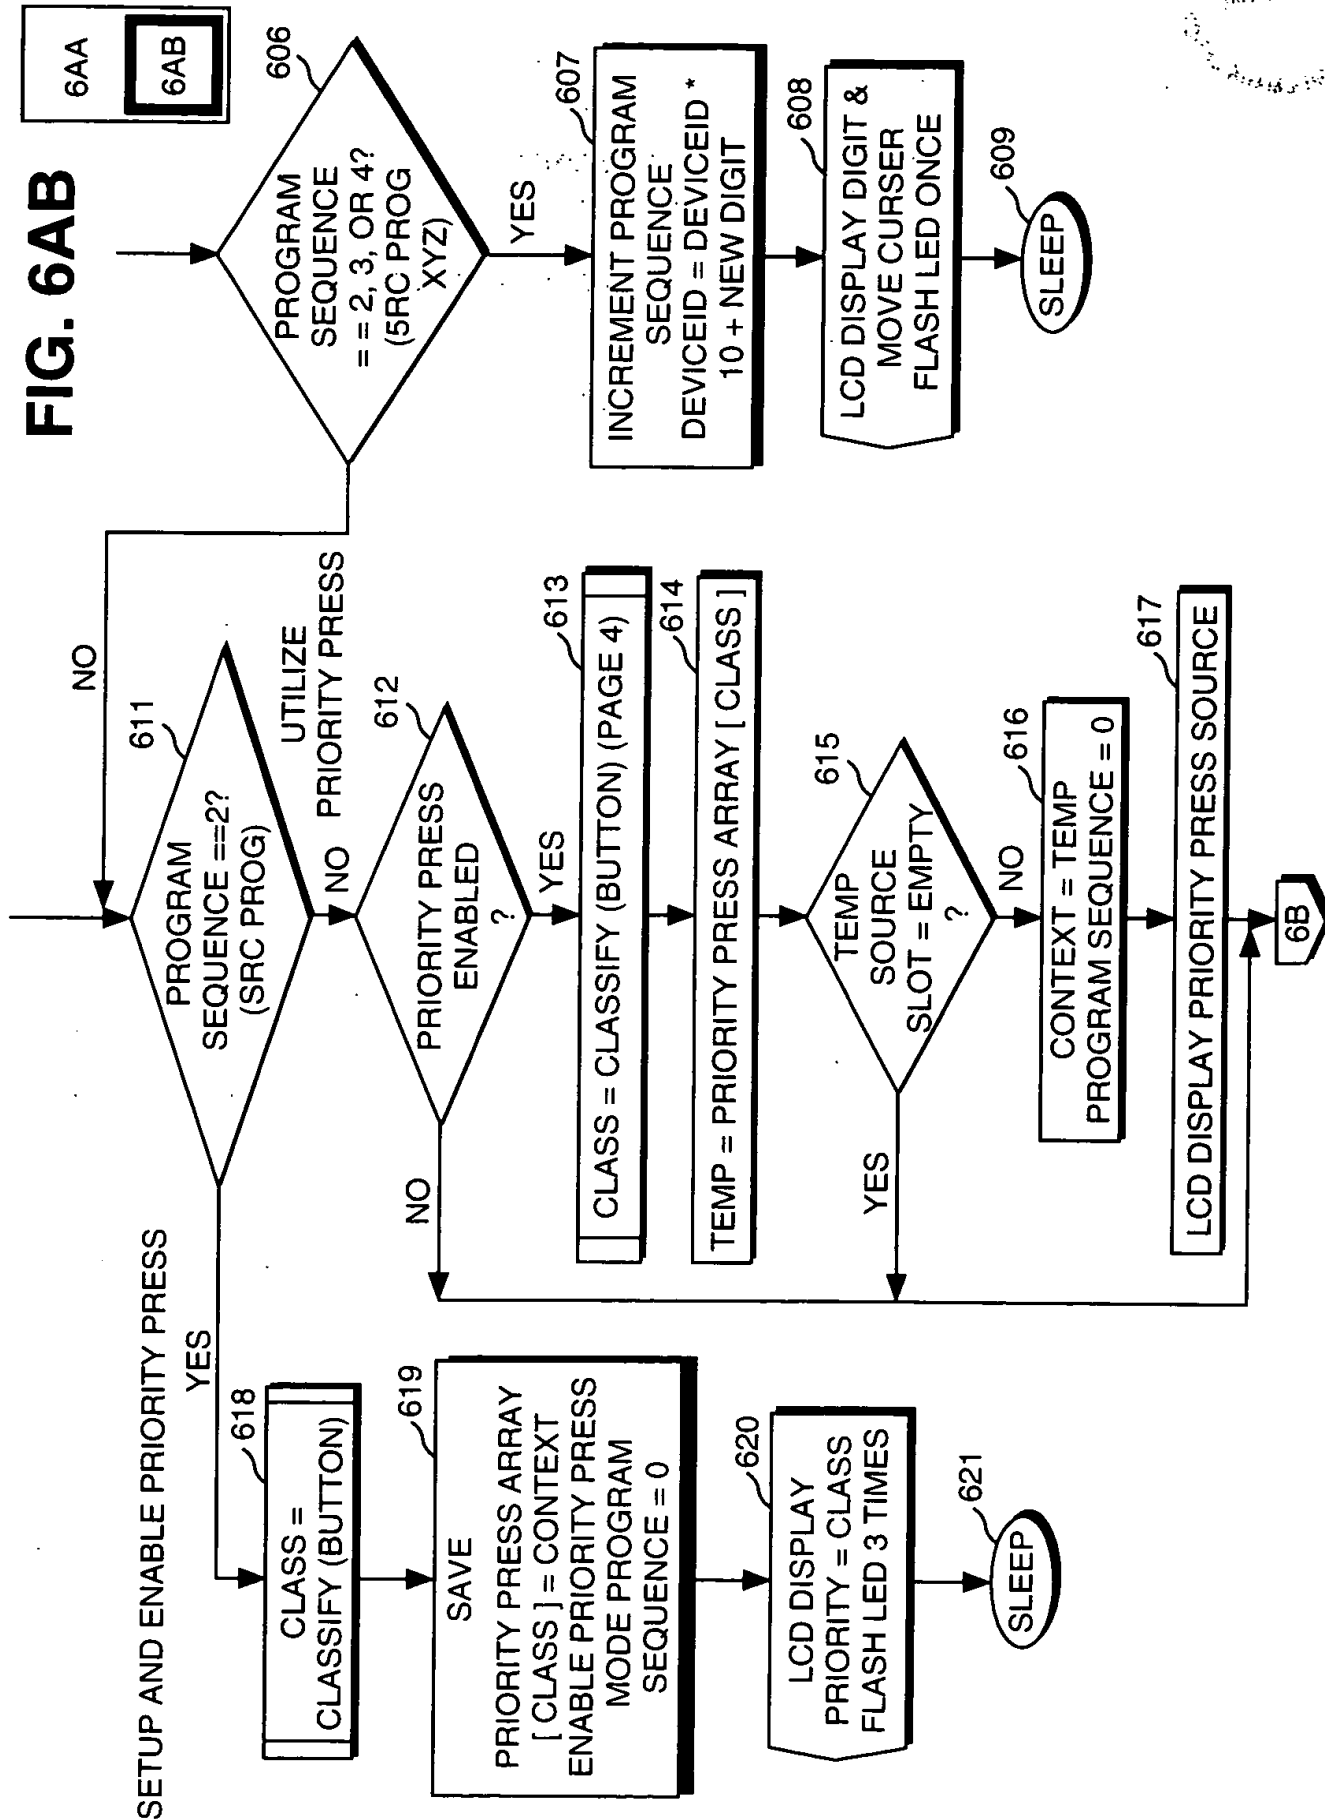 FIG. 6AB
6AA
6AB
606
PROGRAM
SEQUENCE
= = 2, 3, OR 4?
(5RC PROG
XYZ)
YES
NO
607
INCREMENT PROGRAM
SEQUENCE
DEVICEID = DEVICEID *
10 + NEW DIGIT
608
LCD DISPLAY DIGIT &
MOVE CURSER
FLASH LED ONCE
609
SLEEP
611
PROGRAM
SEQUENCE ==2?
(SRC PROG)
NO
UTILIZE
PRIORITY PRESS
612
PRIORITY PRESS
ENABLED
?
NO
YES
613
CLASS = CLASSIFY (BUTTON) (PAGE 4)
614
TEMP = PRIORITY PRESS ARRAY [ CLASS ]
615
TEMP
SOURCE
SLOT = EMPTY
?
YES
NO
616
CONTEXT = TEMP
PROGRAM SEQUENCE = 0
617
LCD DISPLAY PRIORITY PRESS SOURCE
6B
SETUP AND ENABLE PRIORITY PRESS
YES
618
CLASS =
CLASSIFY (BUTTON)
619
SAVE
PRIORITY PRESS ARRAY
[ CLASS ] = CONTEXT
ENABLE PRIORITY PRESS
MODE PROGRAM
SEQUENCE = 0
620
LCD DISPLAY
PRIORITY = CLASS
FLASH LED 3 TIMES
621
SLEEP